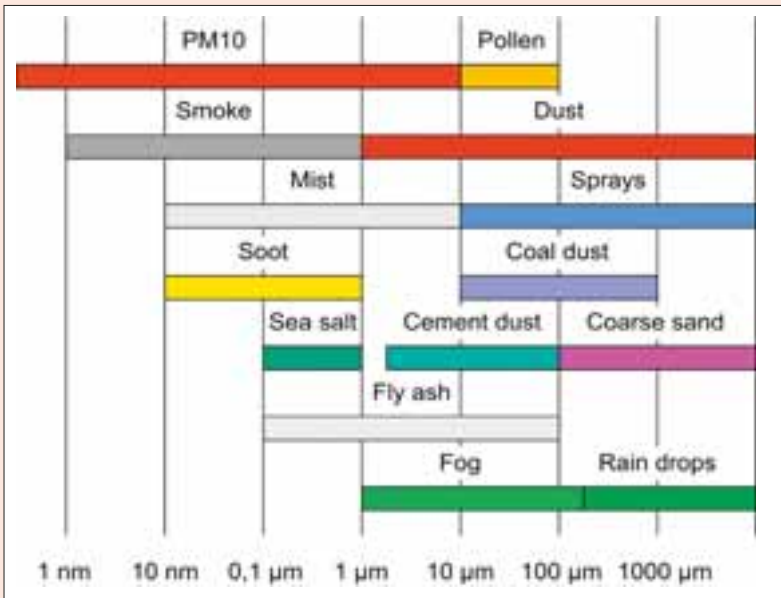 PM10 Pollen
Smoke Dust
Mist Sprays
Soot Coal dust
Sea salt Cement dust Coarse sand
Fly ash
Fog Rain drops
1 nm 10 nm 0,1 µm 1 µm 10 µm 100 µm 1000 µm